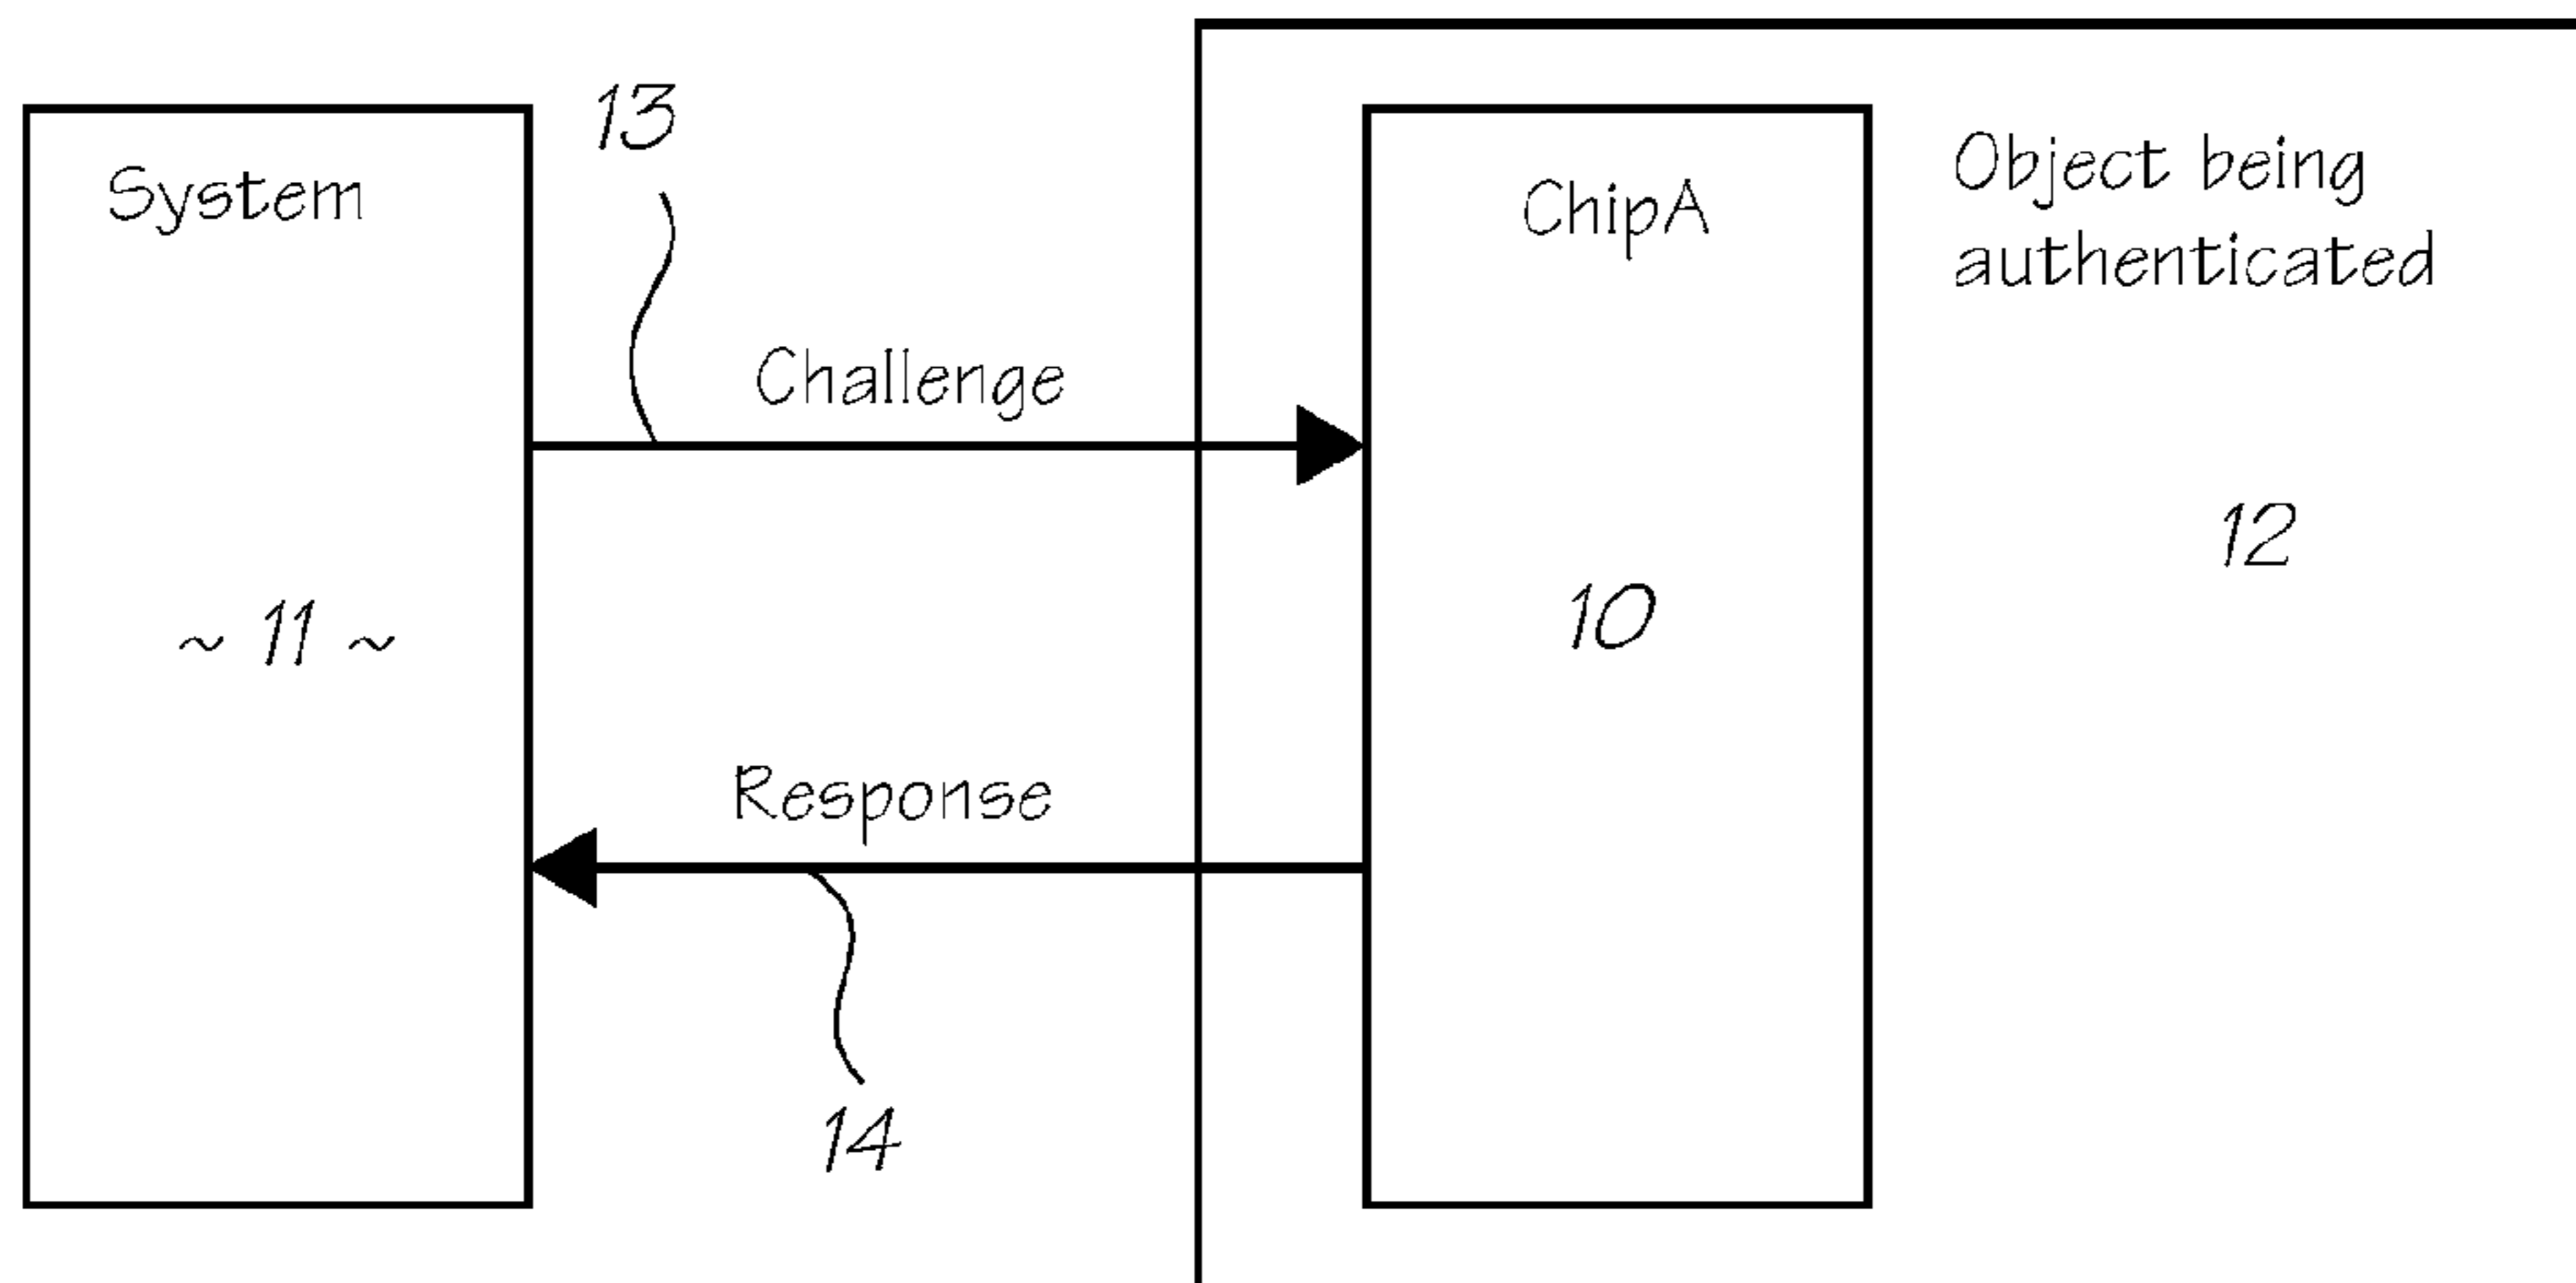 13
System
ChipA
Object being
authenticated
Challenge
12
~ 11 ~
10
Response
14